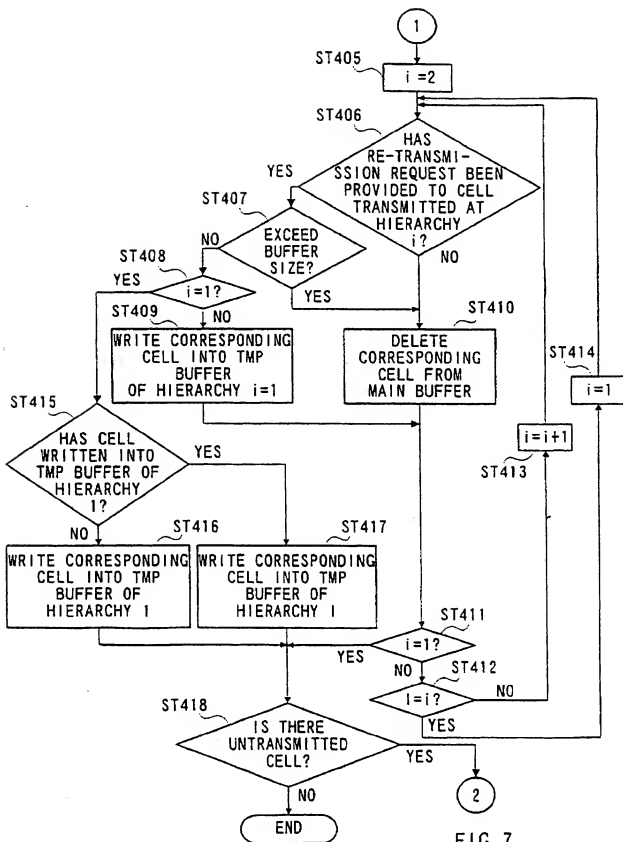 1
ST405
i=2
ST406
HAS
RE-TRANSMI-
SSION REQUEST BEEN
PROVIDED TO CELL
TRANSMITTED AT
HIERARCHY
i?
YES
NO
ST407
EXCEED
BUFFER
SIZE?
NO
YES
ST408
i=1?
YES
NO
ST409
WRITE CORRESPONDING
CELL INTO TMP
BUFFER
OF HIERARCHY i=1
ST410
DELETE
CORRESPONDING
CELL FROM
MAIN BUFFER
ST414
i=1
i=i+1
ST413
ST415
HAS CELL
WRITTEN INTO
TMP BUFFER OF
HIERARCHY
1?
YES
NO
ST416
WRITE CORRESPONDING
CELL INTO TMP
BUFFER OF
HIERARCHY 1
ST417
WRITE CORRESPONDING
CELL INTO TMP
BUFFER OF
HIERARCHY I
ST411
i=1?
YES
NO
ST412
I=i?
NO
YES
ST418
IS THERE
UNTRANSMITTED
CELL?
YES
NO
2
END
FIG.7